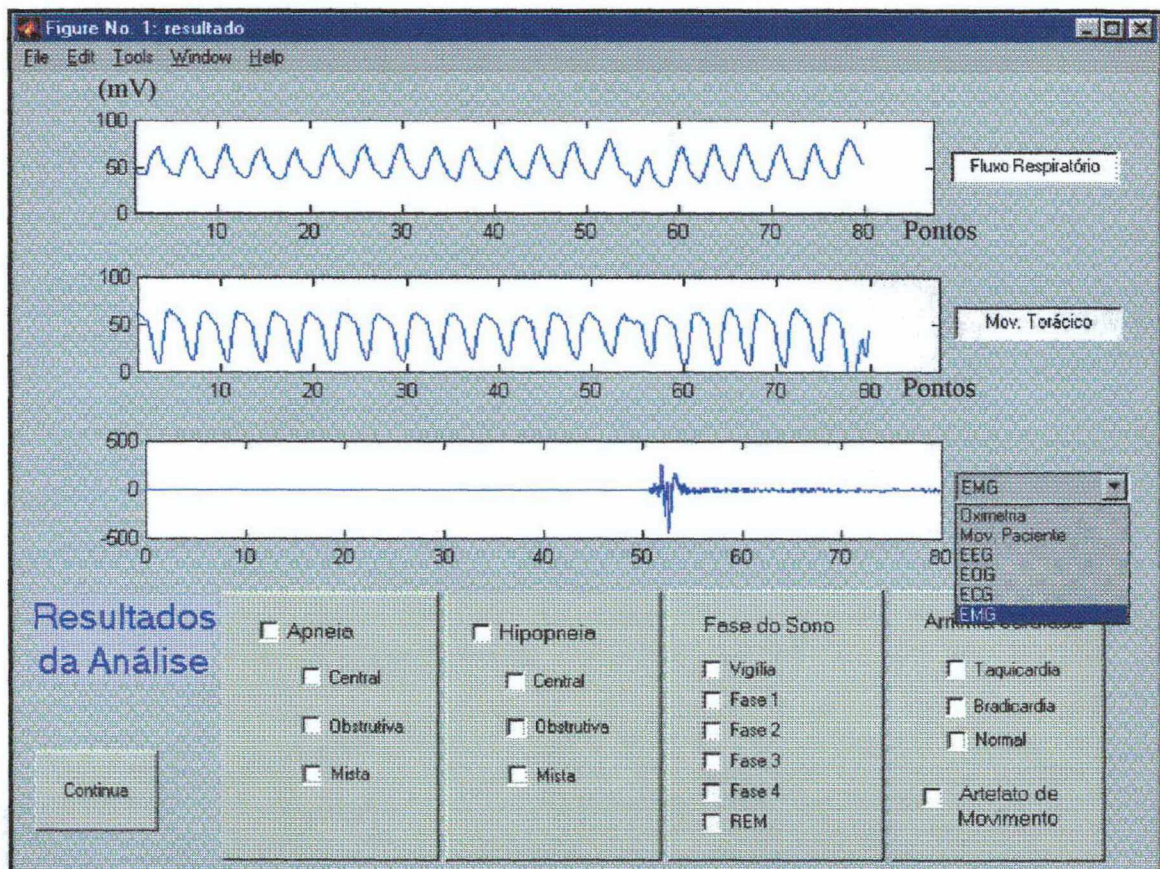 Figure No. 1: resultado
File Edit Tools Window Help
(mV)
100
50
0
10 20 30 40 50 60 70 80 Pontos
Fluxo Respiratório
100
50
0
10 20 30 40 50 60 70 80 Pontos
Mov. Torácico
500
0
-500
0 10 20 30 40 50 60 70 80
EMG
Oximetria
Mov. Paciente
EEG
EOG
ECG
EMG
Resultados
da Análise
Continua
Apneia
Central
Obstrutiva
Mista
Hipopneia
Central
Obstrutiva
Mista
Fase do Sono
Vigília
Fase 1
Fase 2
Fase 3
Fase 4
REM
Taquicardia
Bradicardia
Normal
Artefato de
Movimento